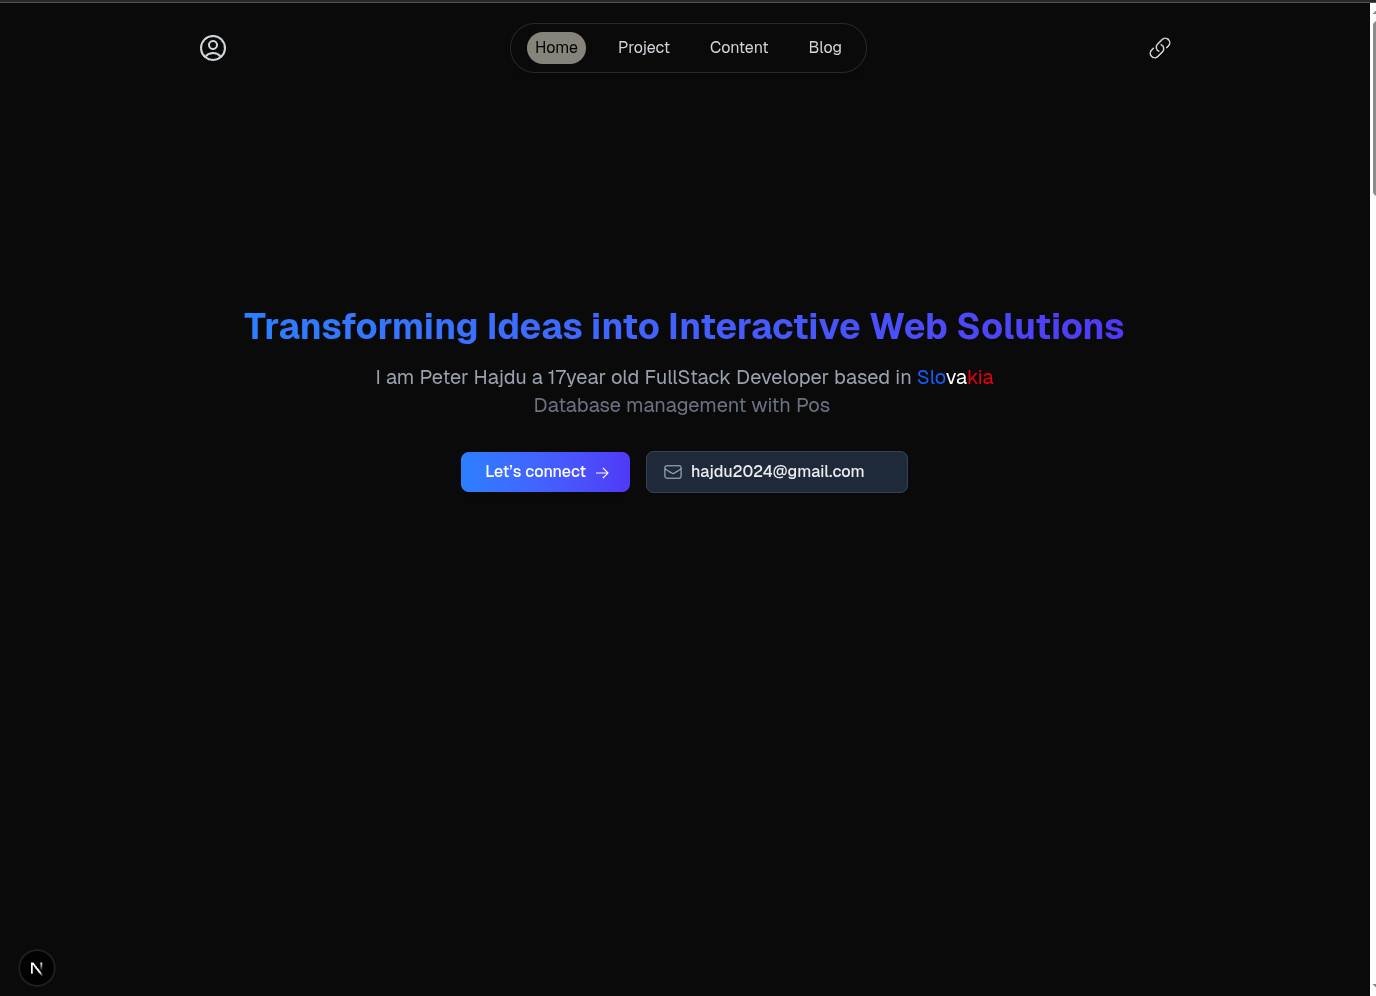 Home Project Content Blog
Transforming Ideas into Interactive Web Solutions
I am Peter Hajdu a 17year old FullStack Developer based in Slovakia
Database management with Pos
Let's connect →
hajdu2024@gmail.com
N